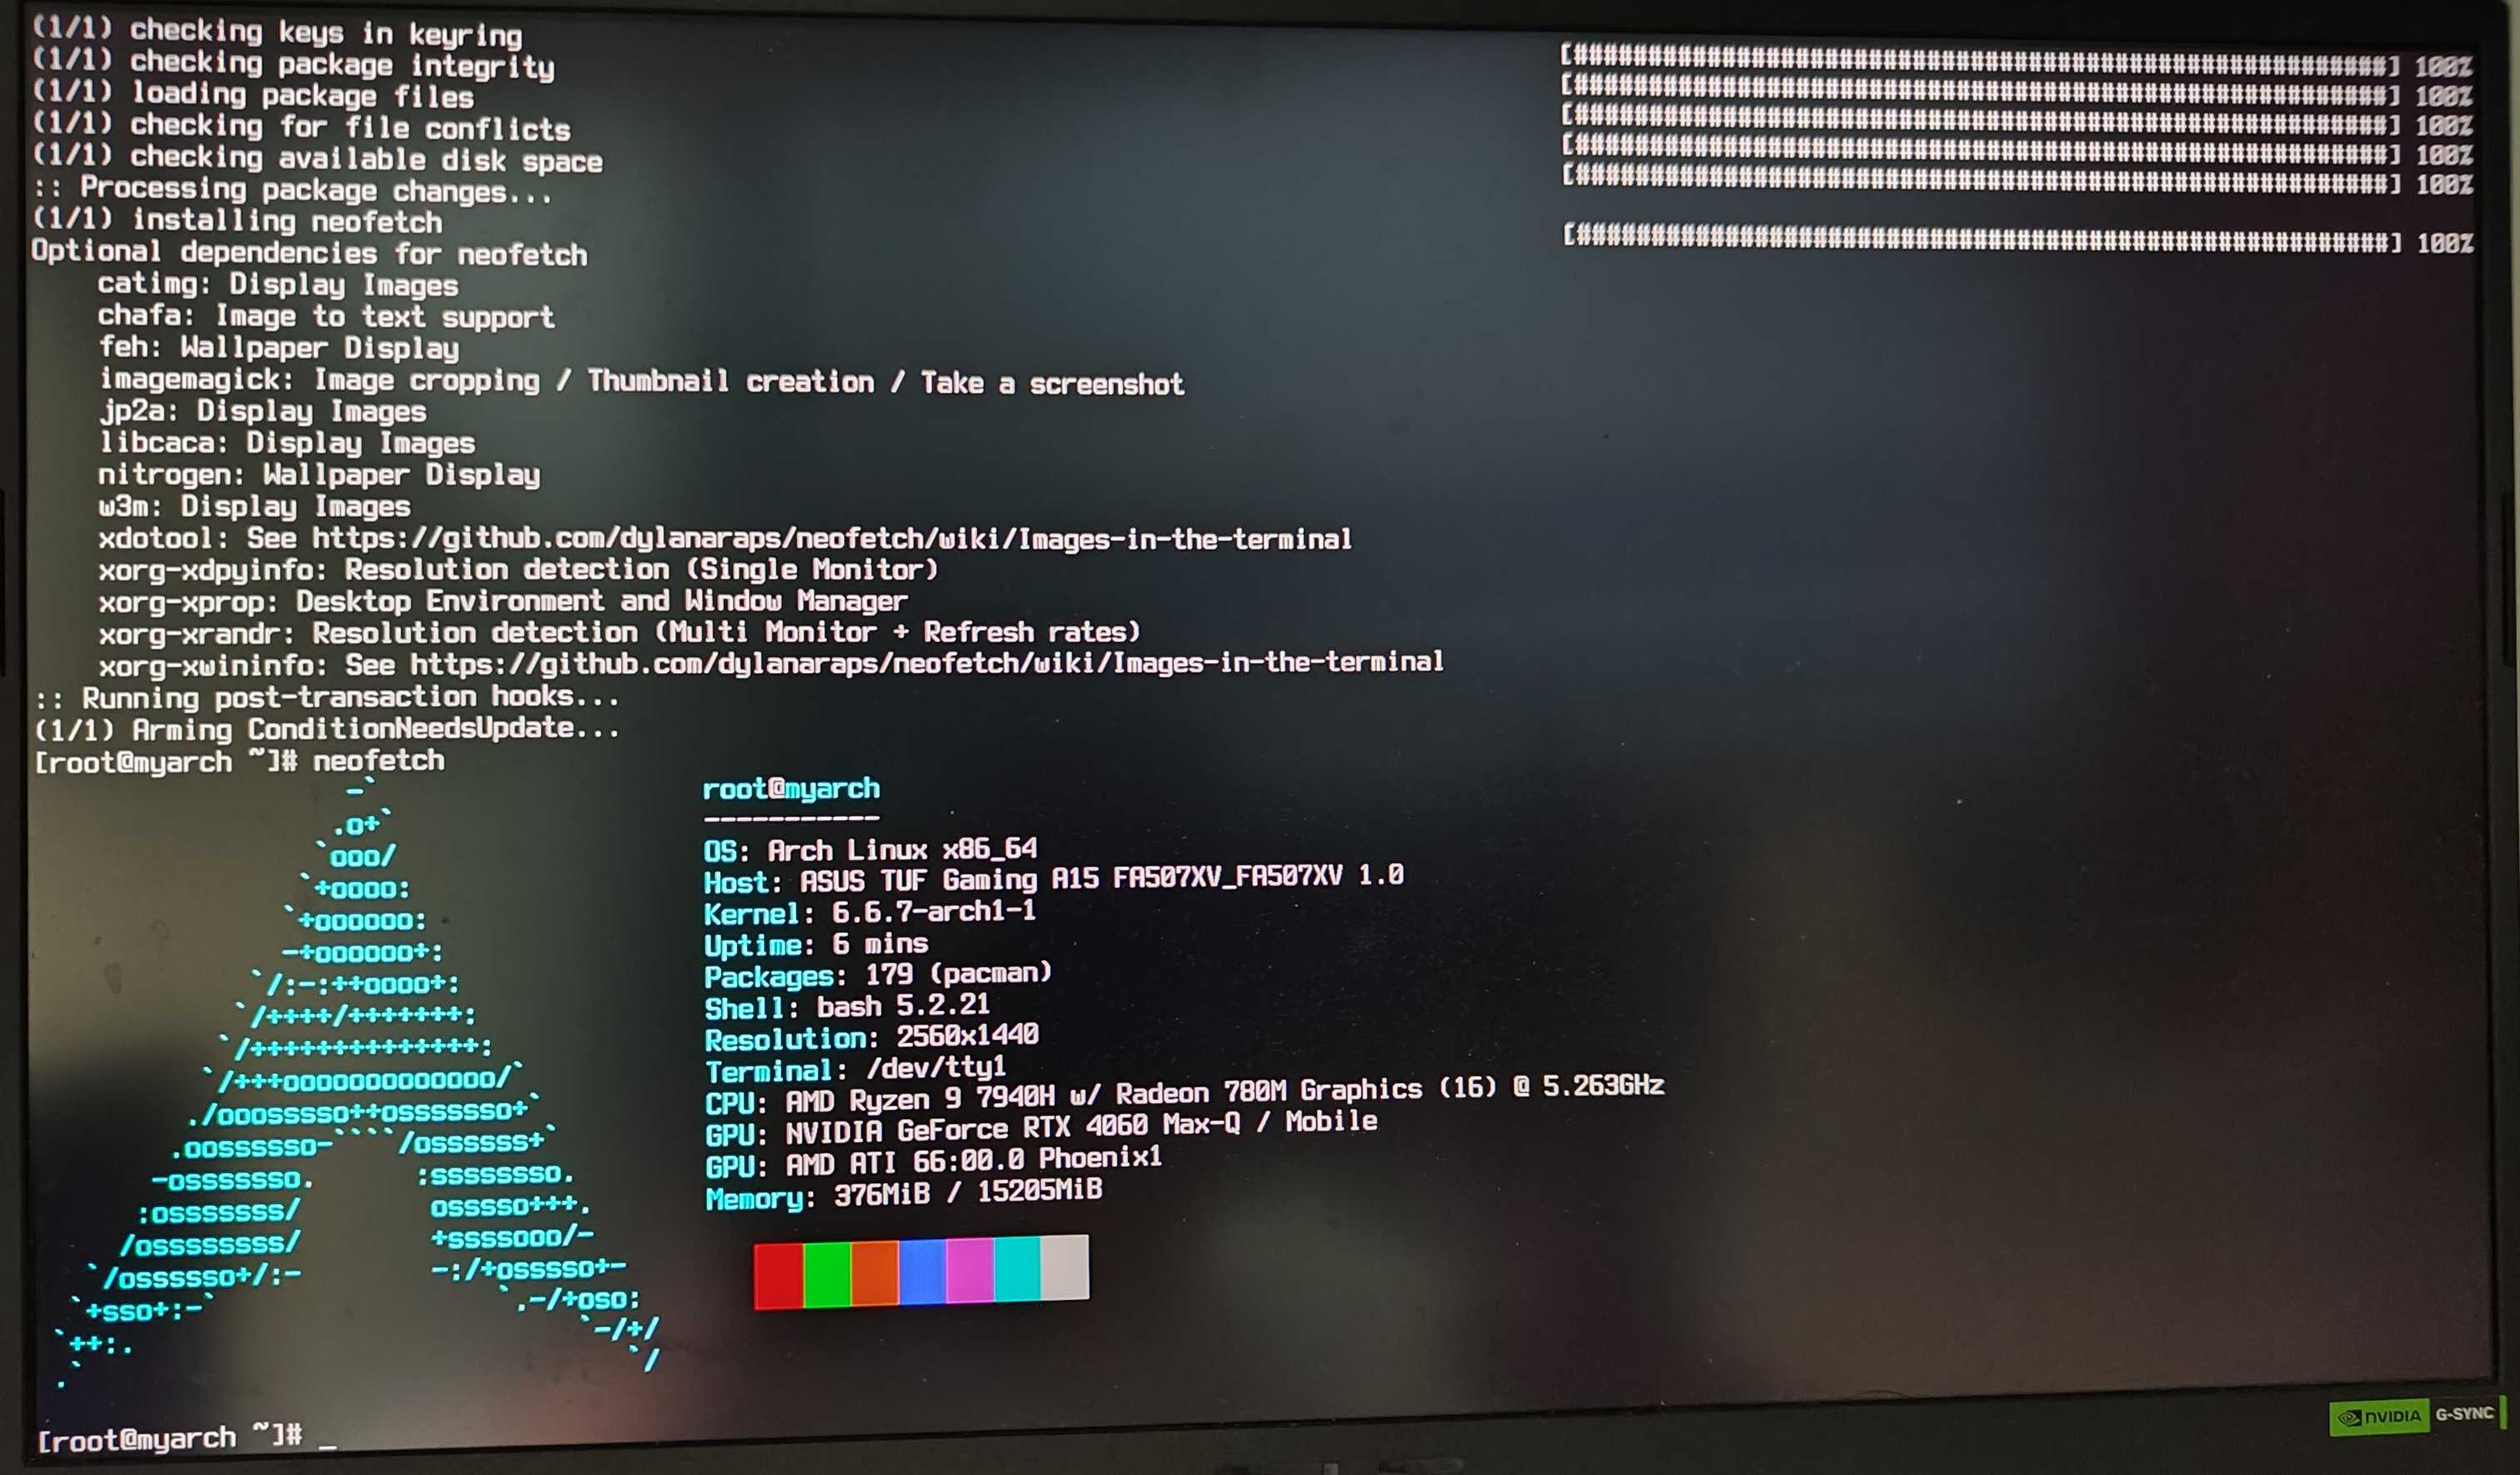 (1/1) checking keys in keyring [######################################################################] 100%
(1/1) checking package integrity [######################################################################] 100%
(1/1) loading package files [######################################################################] 100%
(1/1) checking for file conflicts [######################################################################] 100%
(1/1) checking available disk space [######################################################################] 100%
:: Processing package changes...
(1/1) installing neofetch [######################################################################] 100%
Optional dependencies for neofetch
    catimg: Display Images
    chafa: Image to text support
    feh: Wallpaper Display
    imagemagick: Image cropping / Thumbnail creation / Take a screenshot
    jp2a: Display Images
    libcaca: Display Images
    nitrogen: Wallpaper Display
    w3m: Display Images
    xdotool: See https://github.com/dylanaraps/neofetch/wiki/Images-in-the-terminal
    xorg-xdpyinfo: Resolution detection (Single Monitor)
    xorg-xprop: Desktop Environment and Window Manager
    xorg-xrandr: Resolution detection (Multi Monitor + Refresh rates)
    xorg-xwininfo: See https://github.com/dylanaraps/neofetch/wiki/Images-in-the-terminal
:: Running post-transaction hooks...
(1/1) Arming ConditionNeedsUpdate...
[root@myarch ~]# neofetch
root@myarch
-----------
OS: Arch Linux x86_64
Host: ASUS TUF Gaming A15 FA507XV_FA507XV 1.0
Kernel: 6.6.7-arch1-1
Uptime: 6 mins
Packages: 179 (pacman)
Shell: bash 5.2.21
Resolution: 2560x1440
Terminal: /dev/tty1
CPU: AMD Ryzen 9 7940H w/ Radeon 780M Graphics (16) @ 5.263GHz
GPU: NVIDIA GeForce RTX 4060 Max-Q / Mobile
GPU: AMD ATI 66:00.0 Phoenix1
Memory: 376MiB / 15205MiB
[root@myarch ~]# _
NVIDIA G-SYNC